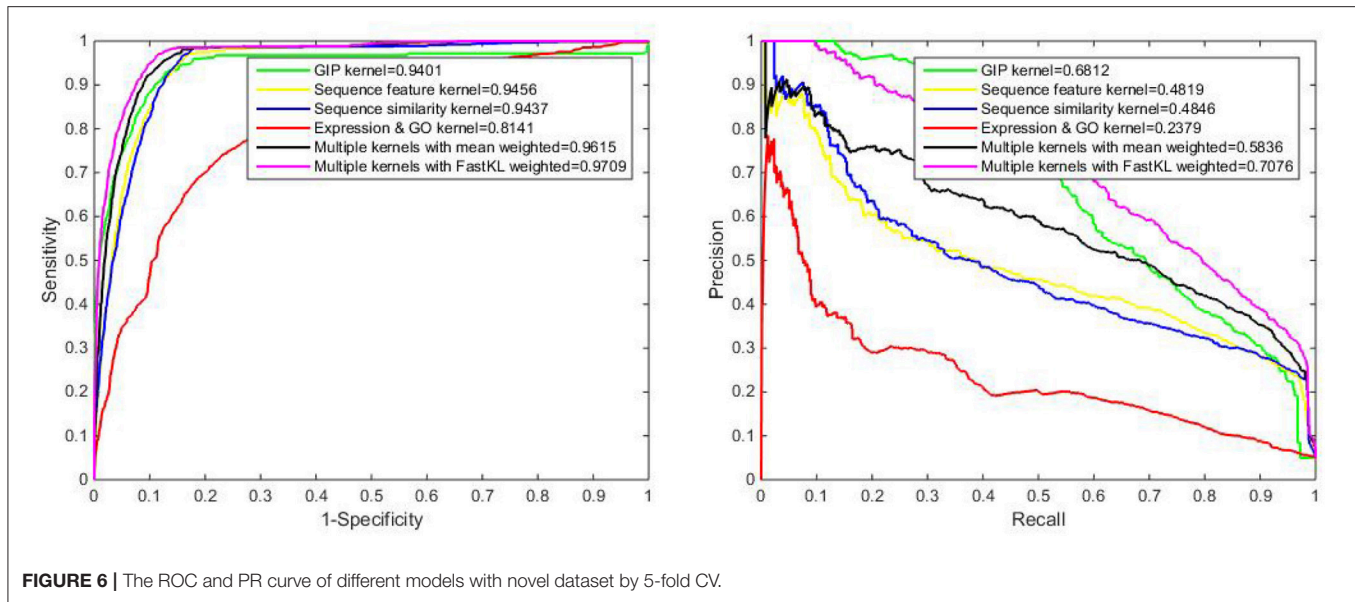 1
0.9
0.8
0.7
0.6
0.5
0.4
0.3
0.2
0.1
0
Sensitivity
0 0.1 0.2 0.3 0.4 0.5 0.6 0.7 0.8 0.9 1
1-Specificity
GIP kernel=0.9401
Sequence feature kernel=0.9456
Sequence similarity kernel=0.9437
Expression & GO kernel=0.8141
Multiple kernels with mean weighted=0.9615
Multiple kernels with FastKL weighted=0.9709
1
0.9
0.8
0.7
0.6
0.5
0.4
0.3
0.2
0.1
0
Precision
0 0.1 0.2 0.3 0.4 0.5 0.6 0.7 0.8 0.9 1
Recall
GIP kernel=0.6812
Sequence feature kernel=0.4819
Sequence similarity kernel=0.4846
Expression & GO kernel=0.2379
Multiple kernels with mean weighted=0.5836
Multiple kernels with FastKL weighted=0.7076
FIGURE 6 | The ROC and PR curve of different models with novel dataset by 5-fold CV.